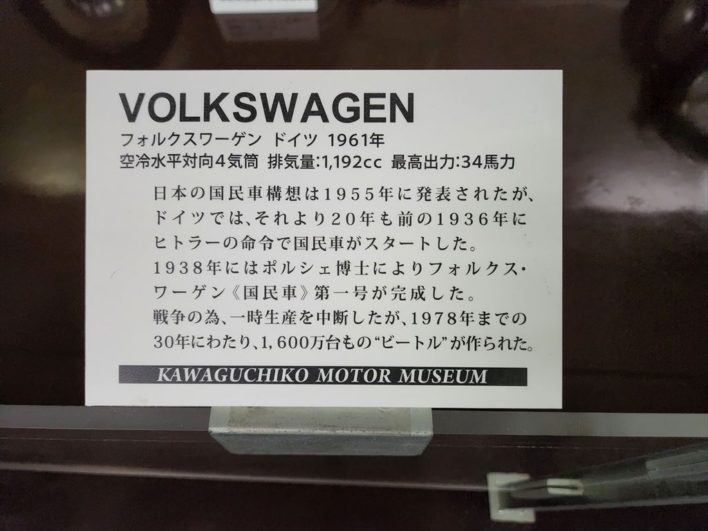 VOLKSWAGEN
フォルクスワーゲン ドイツ 1961年
空冷水平対向4気筒 排気量:1,192cc 最高出力:34馬力
日本の国民車構想は1955年に発表されたが、
ドイツでは、それより20年も前の1936年に
ヒトラーの命令で国民車がスタートした。
1938年にはポルシェ博士によりフォルクス・
ワーゲン《国民車》第一号が完成した。
戦争の為、一時生産を中断したが、1978年までの
30年にわたり、1,600万台もの“ビートル”が作られた。
KAWAGUCHIKO MOTOR MUSEUM